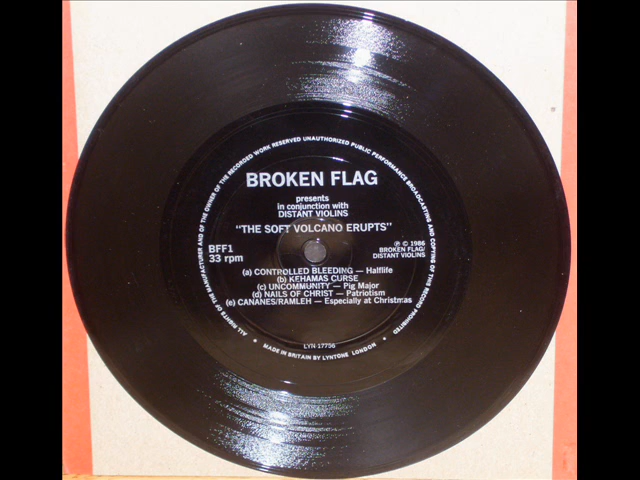 ALL RIGHTS OF THE MANUFACTURER AND OF THE OWNER OF THE RECORDED WORK RESERVED UNAUTHORIZED PUBLIC PERFORMANCE BROADCASTING AND COPYING OF THIS RECORD PROHIBITED
BROKEN FLAG
presents
in conjunction with
DISTANT VIOLINS
"THE SOFT VOLCANO ERUPTS"
BFF1
33 rpm
℗ © 1986
BROKEN FLAG/
DISTANT VIOLINS
(a) CONTROLLED BLEEDING — Halflife
(b) KEHAMAS CURSE
(c) UNCOMMUNITY — Pig Major
(d) NAILS OF CHRIST — Patriotism
(e) CANANES/RAMLEH — Especially at Christmas
LYN 17756
• MADE IN BRITAIN BY LYNTONE LONDON •